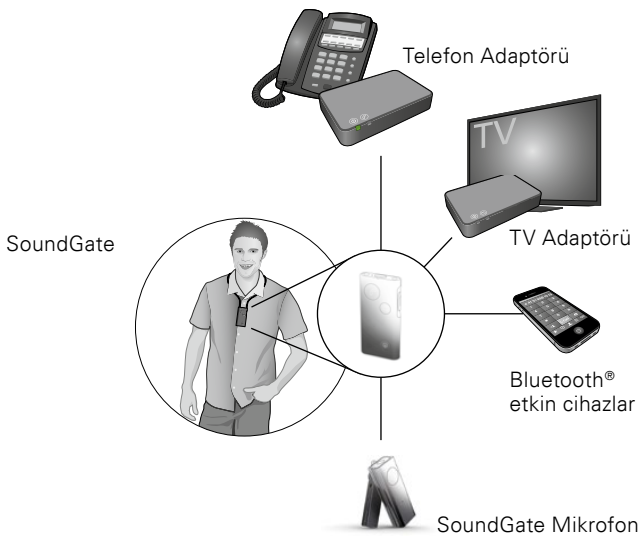 Telefon Adaptörü
TV
TV Adaptörü
SoundGate
Bluetooth®
etkin cihazlar
SoundGate Mikrofon